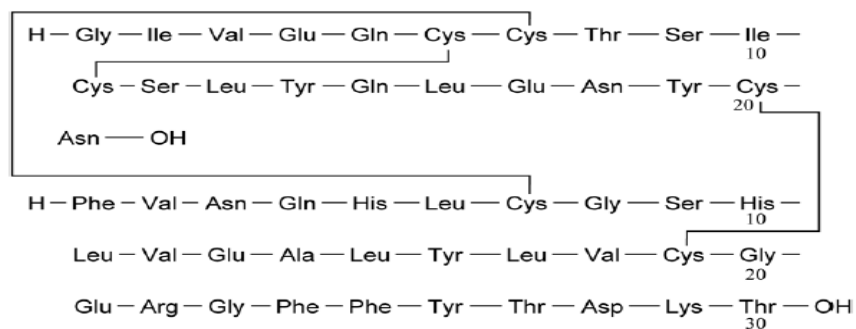 H — Gly — Ile — Val — Glu — Gln — Cys — Cys — Thr — Ser — Ile —
10
Cys — Ser — Leu — Tyr — Gln — Leu — Glu — Asn — Tyr — Cys —
20
Asn — OH
H — Phe — Val — Asn — Gln — His — Leu — Cys — Gly — Ser — His —
10
Leu — Val — Glu — Ala — Leu — Tyr — Leu — Val — Cys — Gly —
20
Glu — Arg — Gly — Phe — Phe — Tyr — Thr — Asp — Lys — Thr — OH
30